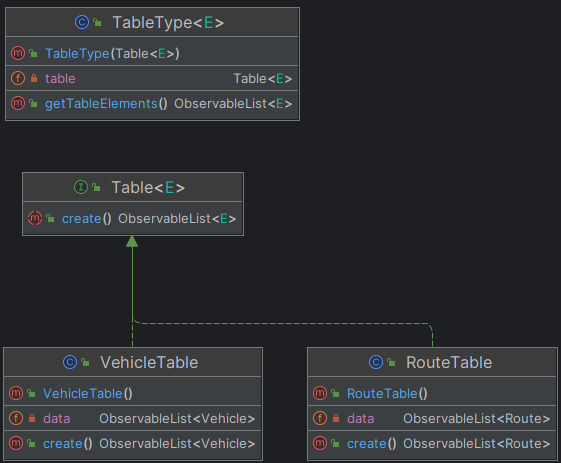 TableType<E>
TableType(Table<E>)
table Table<E>
getTableElements() ObservableList<E>
Table<E>
create() ObservableList<E>
VehicleTable
VehicleTable()
data ObservableList<Vehicle>
create() ObservableList<Vehicle>
RouteTable
RouteTable()
data ObservableList<Route>
create() ObservableList<Route>